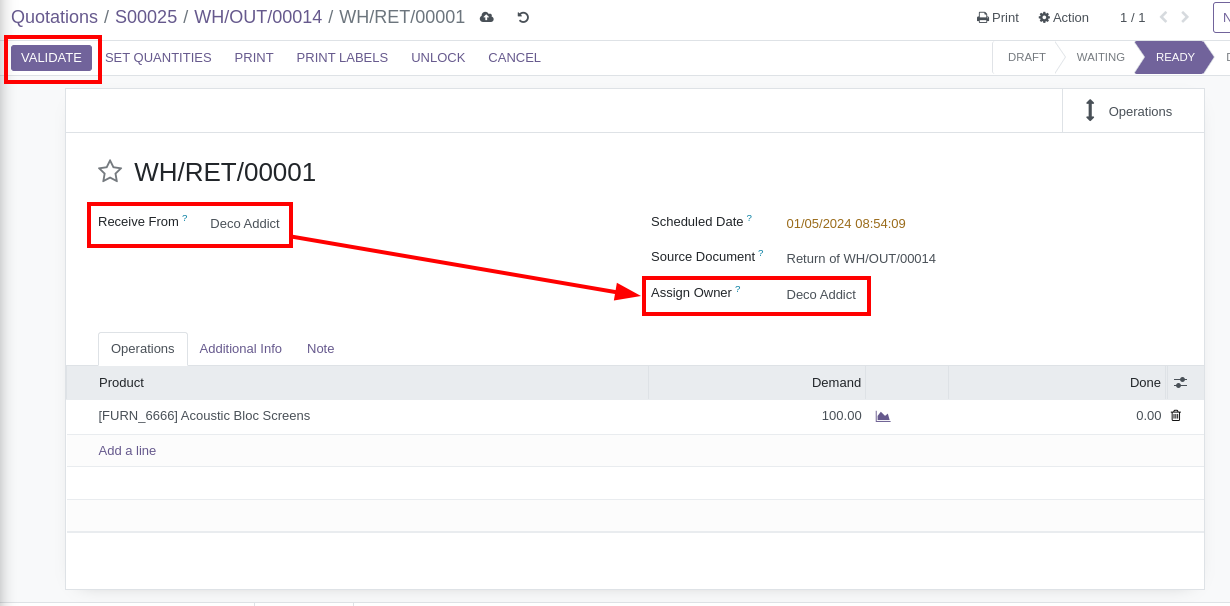 Quotations / S00025 / WH/OUT/00014 / WH/RET/00001 Print Action 1 / 1
VALIDATE SET QUANTITIES PRINT PRINT LABELS UNLOCK CANCEL DRAFT WAITING READY
Operations
WH/RET/00001
Receive From ? Deco Addict Scheduled Date ? 01/05/2024 08:54:09
Source Document ? Return of WH/OUT/00014
Assign Owner ? Deco Addict
Operations Additional Info Note
Product Demand Done
[FURN_6666] Acoustic Bloc Screens 100.00 0.00
Add a line